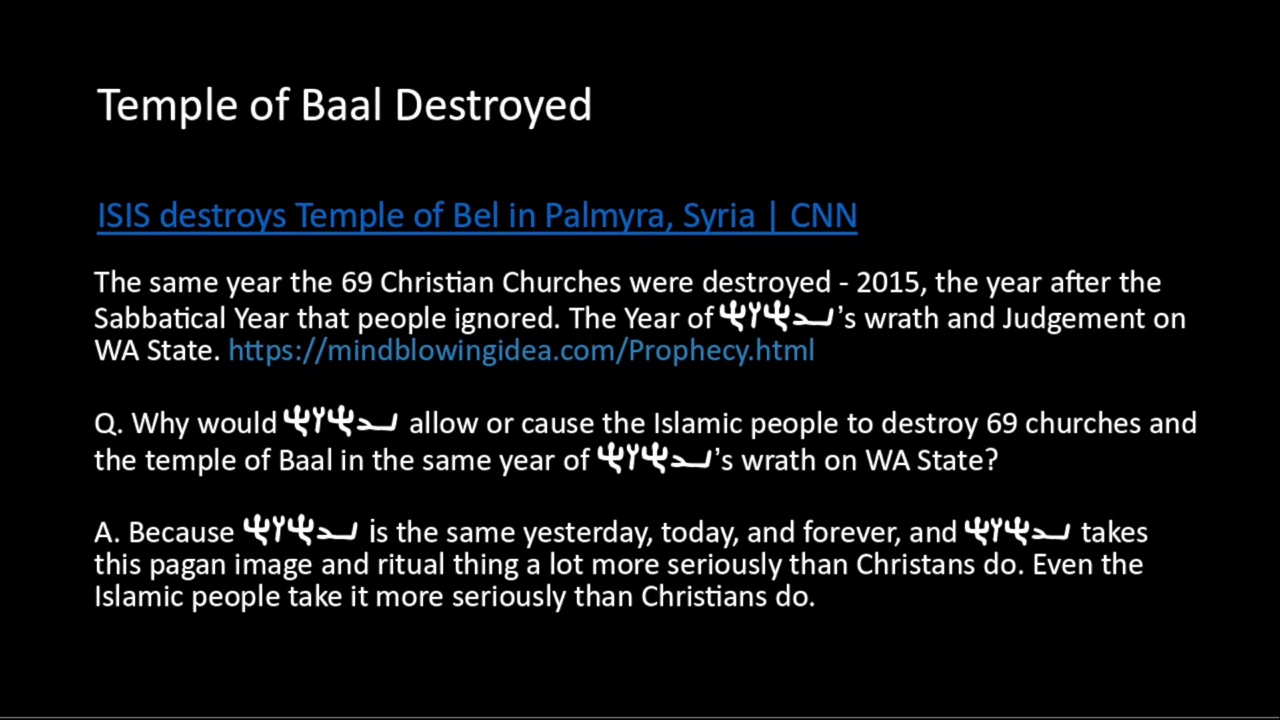 Temple of Baal Destroyed
ISIS destroys Temple of Bel in Palmyra, Syria | CNN
The same year the 69 Christian Churches were destroyed - 2015, the year after the
Sabbatical Year that people ignored. The Year of 𐤉𐤄𐤅𐤄’s wrath and Judgement on
WA State. https://mindblowingidea.com/Prophecy.html
Q. Why would 𐤉𐤄𐤅𐤄 allow or cause the Islamic people to destroy 69 churches and
the temple of Baal in the same year of 𐤉𐤄𐤅𐤄’s wrath on WA State?
A. Because 𐤉𐤄𐤅𐤄 is the same yesterday, today, and forever, and 𐤉𐤄𐤅𐤄 takes
this pagan image and ritual thing a lot more seriously than Christans do. Even the
Islamic people take it more seriously than Christians do.